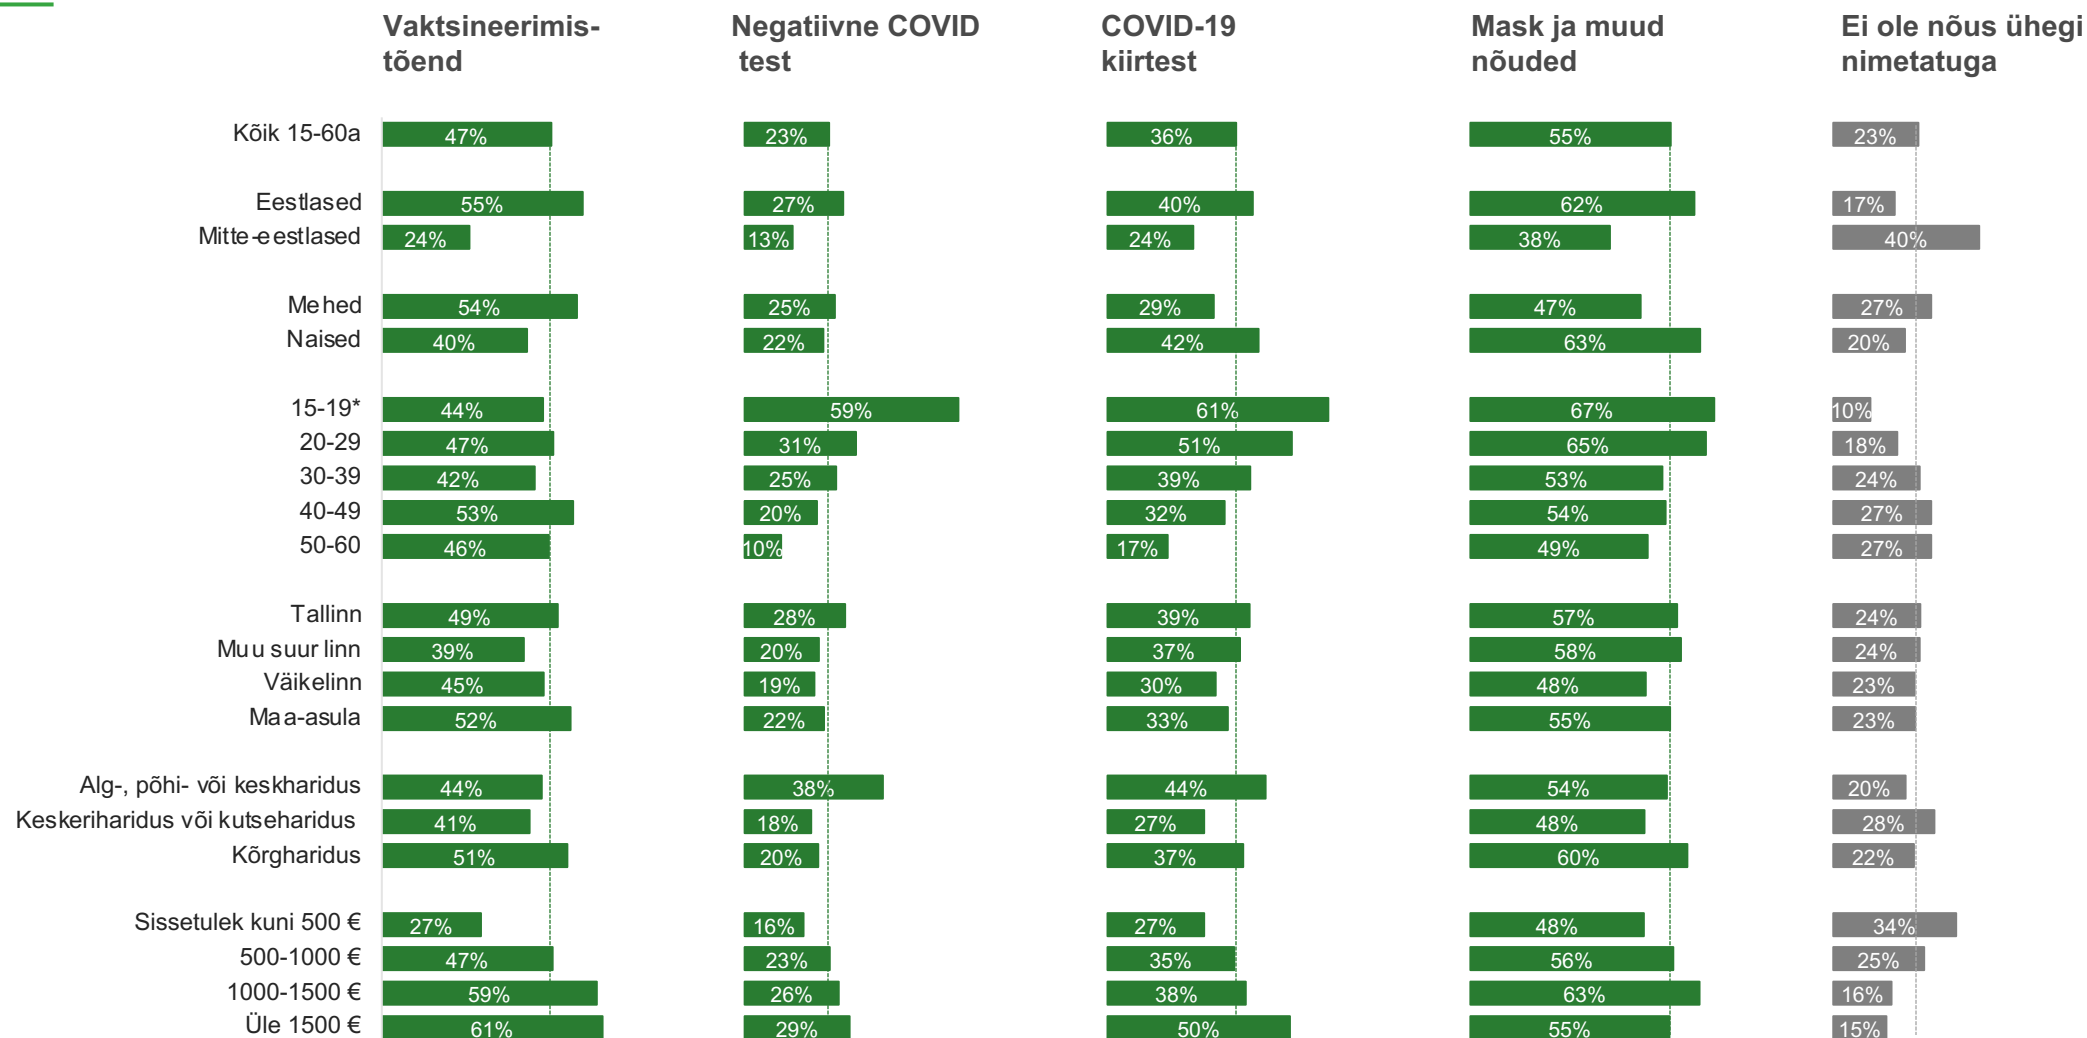 Vaktsineerimis-
tõend
Negatiivne COVID
test
COVID-19
kiirtest
Mask ja muud
nõuded
Ei ole nõus ühegi
nimetatuga
Kõik 15-60a 47% 23% 36% 55% 23%
Eestlased 55% 27% 40% 62% 17%
Mitte-eestlased 24% 13% 24% 38% 40%
Mehed 54% 25% 29% 47% 27%
Naised 40% 22% 42% 63% 20%
15-19* 44% 59% 61% 67% 10%
20-29 47% 31% 51% 65% 18%
30-39 42% 25% 39% 53% 24%
40-49 53% 20% 32% 54% 27%
50-60 46% 10% 17% 49% 27%
Tallinn 49% 28% 39% 57% 24%
Muu suur linn 39% 20% 37% 58% 24%
Väikelinn 45% 19% 30% 48% 23%
Maa-asula 52% 22% 33% 55% 23%
Alg-, põhi- või keskharidus 44% 38% 44% 54% 20%
Keskeriharidus või kutseharidus 41% 18% 27% 48% 28%
Kõrgharidus 51% 20% 37% 60% 22%
Sissetulek kuni 500 € 27% 16% 27% 48% 34%
500-1000 € 47% 23% 35% 56% 25%
1000-1500 € 59% 26% 38% 63% 16%
Üle 1500 € 61% 29% 50% 55% 15%